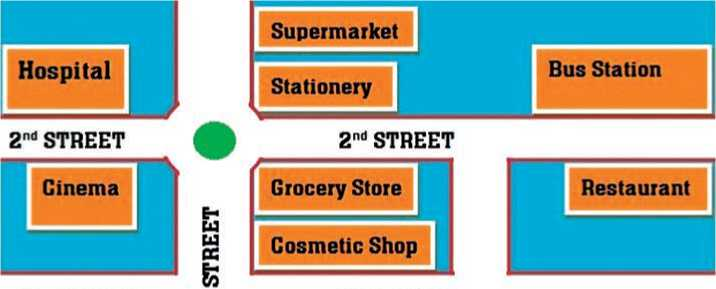 Supermarket
Hospital
Bus Station
Stationery
2nd STREET
2nd STREET
Cinema
Grocery Store
Restaurant
STREET
Cosmetic Shop